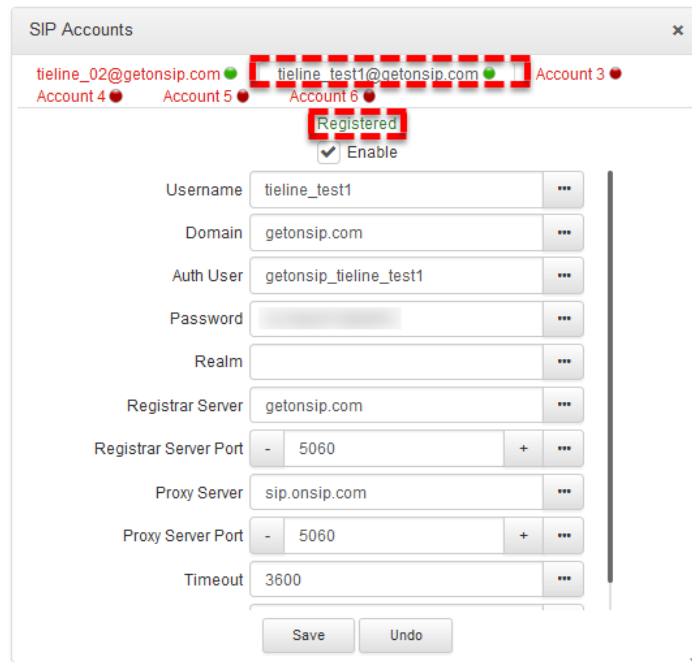 SIP Accounts ×
tieline_02@getonsip.com tieline_test1@getonsip.com Account 3
Account 4 Account 5 Account 6
Registered
Enable
Username tieline_test1 ...
Domain getonsip.com ...
Auth User getonsip_tieline_test1 ...
Password ...
Realm ...
Registrar Server getonsip.com ...
Registrar Server Port - 5060 + ...
Proxy Server sip.onsip.com ...
Proxy Server Port - 5060 + ...
Timeout 3600 ...
Save Undo